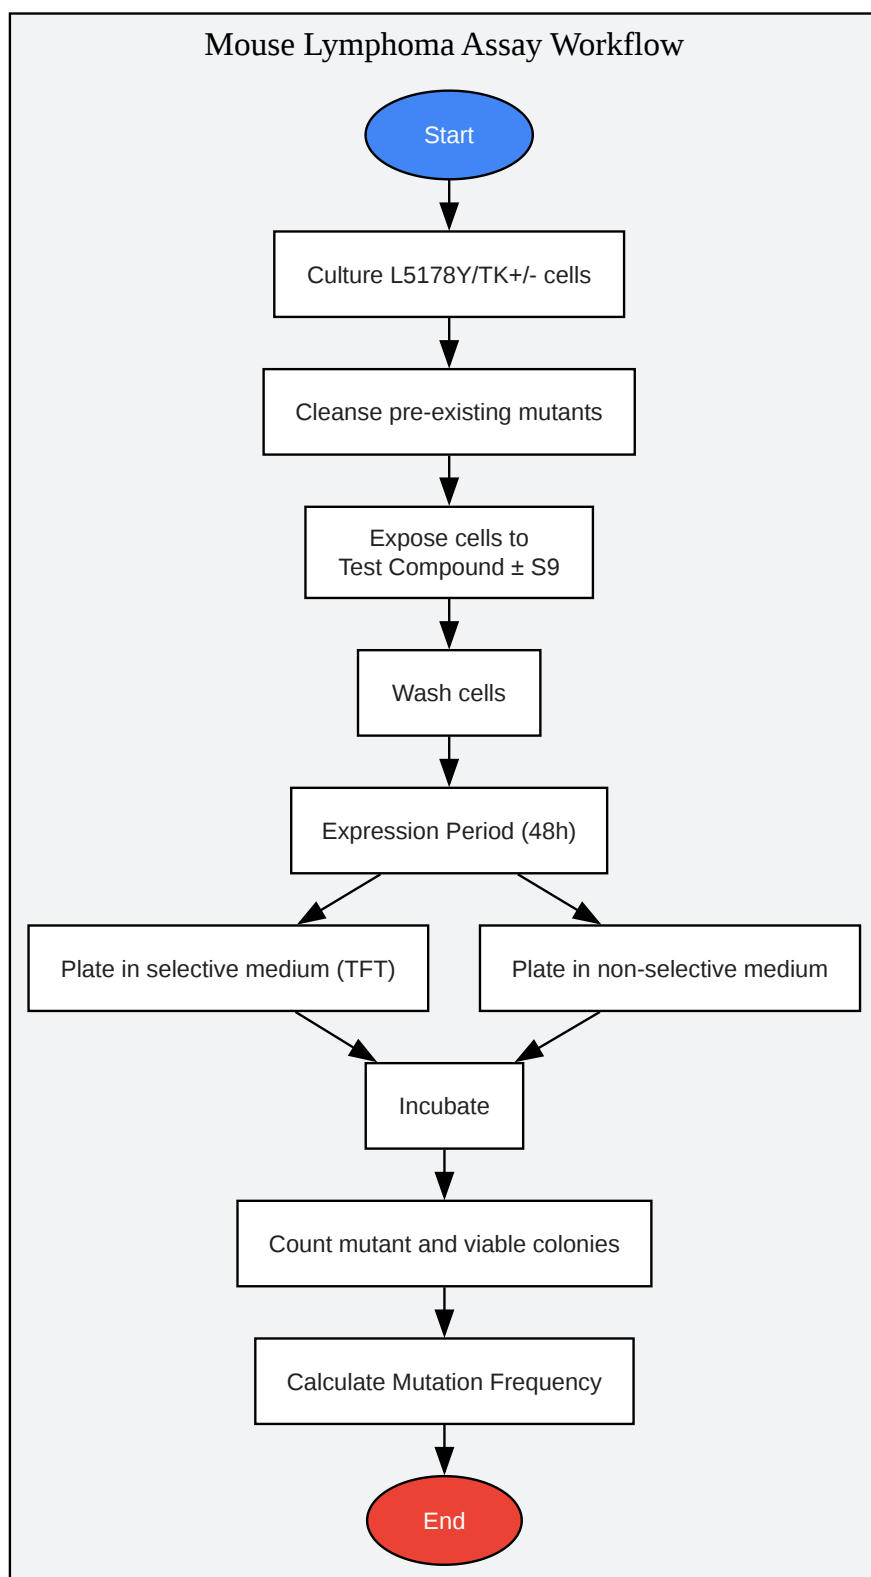 Mouse Lymphoma Assay Workflow
Start
Culture L5178Y/TK+/- cells
Cleanse pre-existing mutants
Expose cells to
Test Compound ± S9
Wash cells
Expression Period (48h)
Plate in selective medium (TFT)
Plate in non-selective medium
Incubate
Count mutant and viable colonies
Calculate Mutation Frequency
End